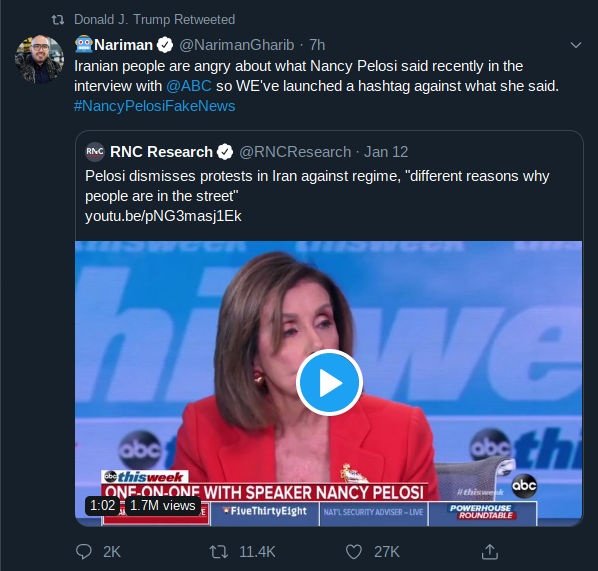 Donald J. Trump Retweeted
Nariman @NarimanGharib · 7h
Iranian people are angry about what Nancy Pelosi said recently in the
interview with @ABC so WE've launched a hashtag against what she said.
#NancyPelosiFakeNews
RNC RNC Research @RNCResearch · Jan 12
Pelosi dismisses protests in Iran against regime, "different reasons why
people are in the street"
youtu.be/pNG3masj1Ek
thisweek
hi we
abc abc thi
abc thisweek
ONE-ON-ONE WITH SPEAKER NANCY PELOSI
#thisweek abc
1:02 1.7M views
FiveThirtyEight
NAT'L SECURITY ADVISER – LIVE
POWERHOUSE
ROUNDTABLE
2K 11.4K 27K